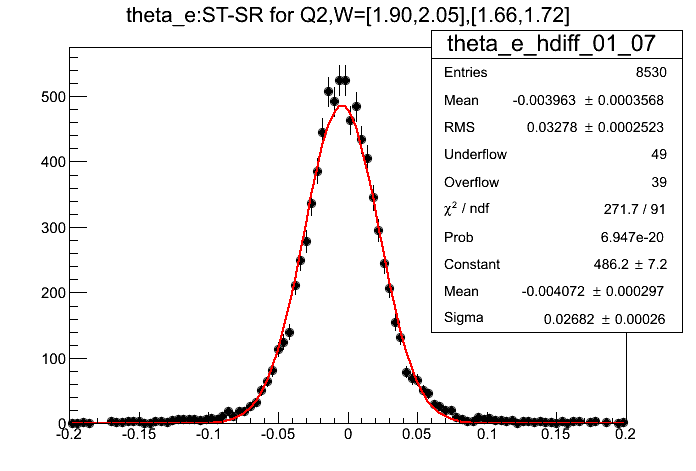 theta_e:ST-SR for Q2,W=[1.90,2.05],[1.66,1.72]
theta_e_hdiff_01_07
Entries 8530
Mean -0.003963 ± 0.0003568
RMS 0.03278 ± 0.0002523
Underflow 49
Overflow 39
χ² / ndf 271.7 / 91
Prob 6.947e-20
Constant 486.2 ± 7.2
Mean -0.004072 ± 0.000297
Sigma 0.02682 ± 0.00026
500
400
300
200
100
0
-0.2 -0.15 -0.1 -0.05 0 0.05 0.1 0.15 0.2